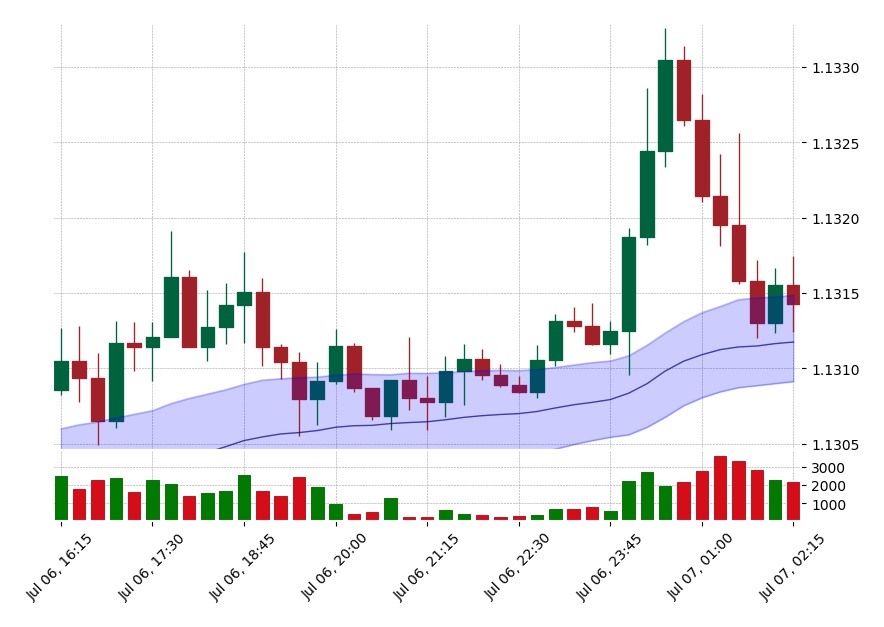 1.1330
1.1325
1.1320
1.1315
1.1310
1.1305
3000
2000
1000
Jul 06, 16:15
Jul 06, 17:30
Jul 06, 18:45
Jul 06, 20:00
Jul 06, 21:15
Jul 06, 22:30
Jul 06, 23:45
Jul 07, 01:00
Jul 07, 02:15